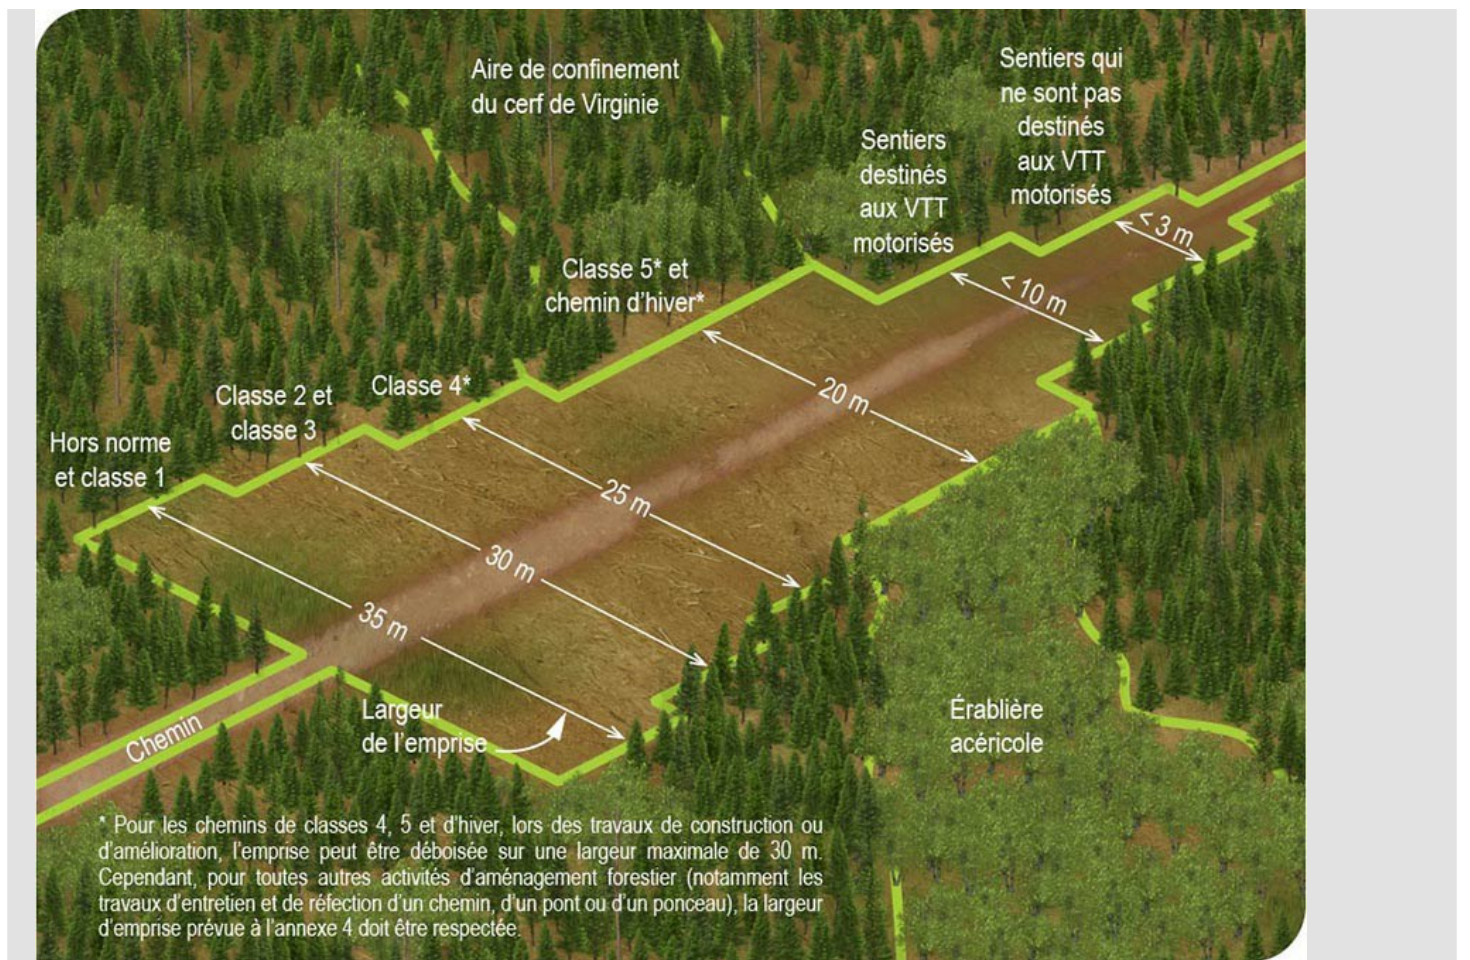 Aire de confinement
du cerf de Virginie
Sentiers qui
ne sont pas
destinés
aux VTT
motorisés
Sentiers
destinés
aux VTT
motorisés
< 3 m
< 10 m
Classe 5* et
chemin d'hiver*
20 m
Classe 4*
25 m
Classe 2 et
classe 3
30 m
Hors norme
et classe 1
35 m
Largeur
de l'emprise
Chemin
Érablière
acéricole
* Pour les chemins de classes 4, 5 et d'hiver, lors des travaux de construction ou
d'amélioration, l'emprise peut être déboisée sur une largeur maximale de 30 m.
Cependant, pour toutes autres activités d'aménagement forestier (notamment les
travaux d'entretien et de réfection d'un chemin, d'un pont ou d'un ponceau), la largeur
d'emprise prévue à l'annexe 4 doit être respectée.